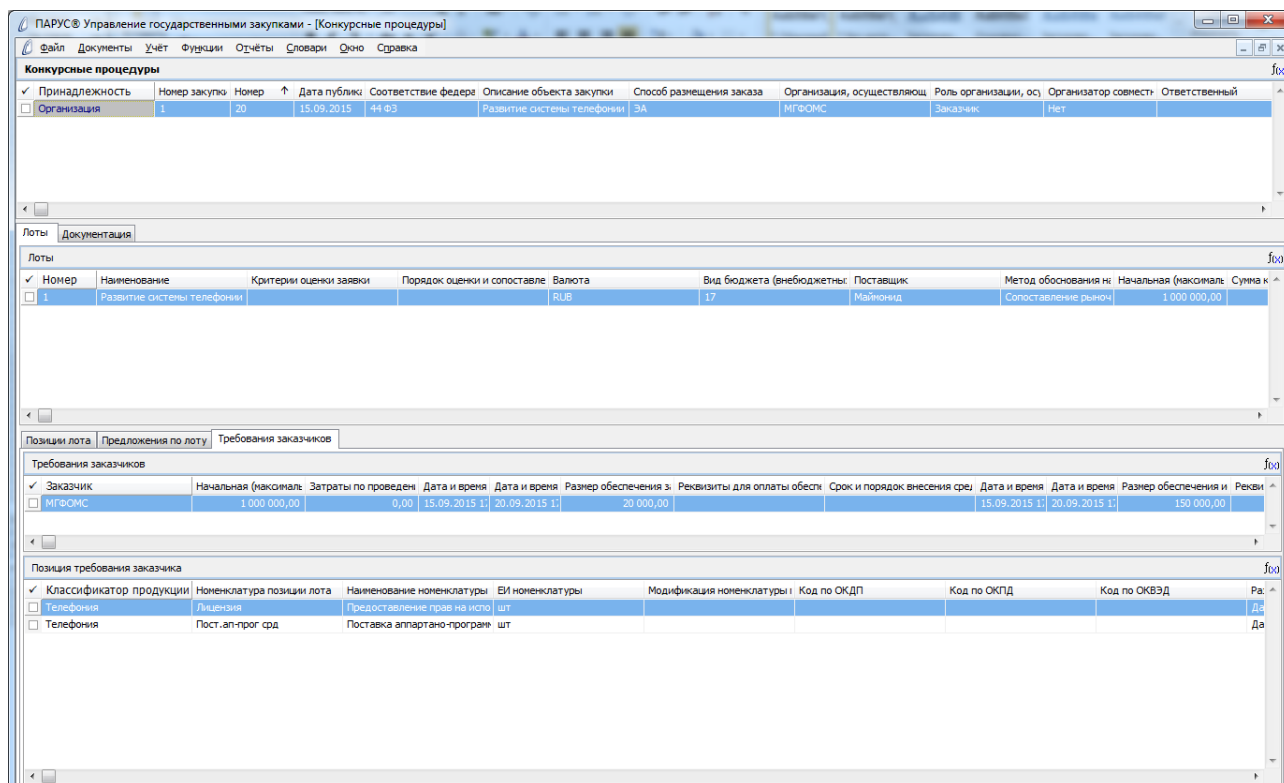 ПАРУС® Управление государственными закупками - [Конкурсные процедуры]
Файл Документы Учёт Функции Отчёты Словари Окно Справка
Конкурсные процедуры f(x)
Принадлежность Номер закупки Номер Дата публика Соответствие федера Описание объекта закупки Способ размещения заказа Организация, осуществляющ Роль организации, ос Организатор совместн Ответственный
Организация 1 20 15.09.2015 44 ФЗ Развитие системы телефонии ЭА МГФОМС Заказчик Нет
Лоты Документация
Лоты f(x)
Номер Наименование Критерии оценки заявки Порядок оценки и сопоставле Валюта Вид бюджета (внебюджетны Поставщик Метод обоснования на Начальная (максималь Сумма к
1 Развитие системы телефонии RUB 17 Маймонид Сопоставление рыноч 1 000 000,00
Позиции лота Предложения по лоту Требования заказчиков
Требования заказчиков f(x)
Заказчик Начальная (максималь Затраты по проведени Дата и время Дата и время Размер обеспечения з Реквизиты для оплаты обеспе Срок и порядок внесения сред Дата и время Дата и время Размер обеспечения и Рекви
МГФОМС 1 000 000,00 0,00 15.09.2015 1 20.09.2015 1 20 000,00 15.09.2015 1 20.09.2015 1 150 000,00
Позиция требования заказчика f(x)
Классификатор продукции Номенклатура позиции лота Наименование номенклатуры ЕИ номенклатуры Модификация номенклатуры Код по ОКДП Код по ОКПД Код по ОКВЭД Раз
Телефония Лицензия Предоставление прав на испо шт Да
Телефония Пост.ап-прог срд Поставка аппартано-програм шт Да